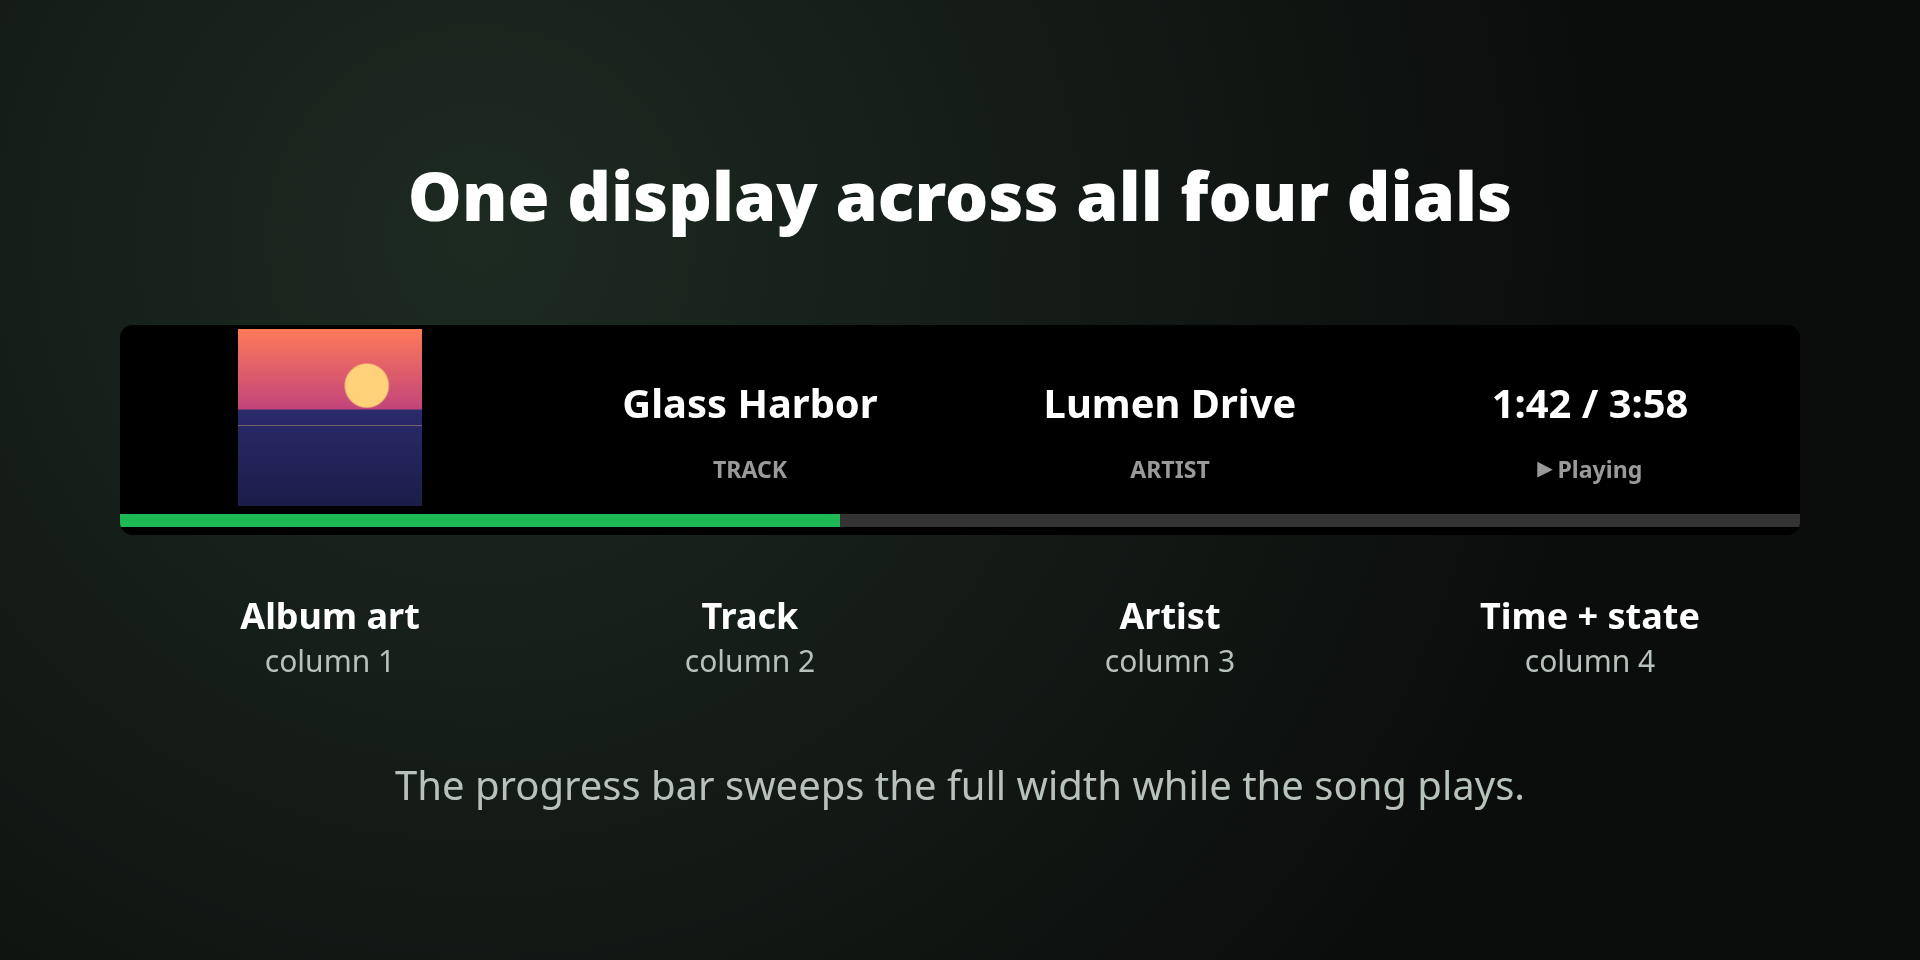 One display across all four dials
Glass Harbor
Lumen Drive
1:42 / 3:58
TRACK
ARTIST
▶ Playing
Album art
Track
Artist
Time + state
column 1
column 2
column 3
column 4
The progress bar sweeps the full width while the song plays.